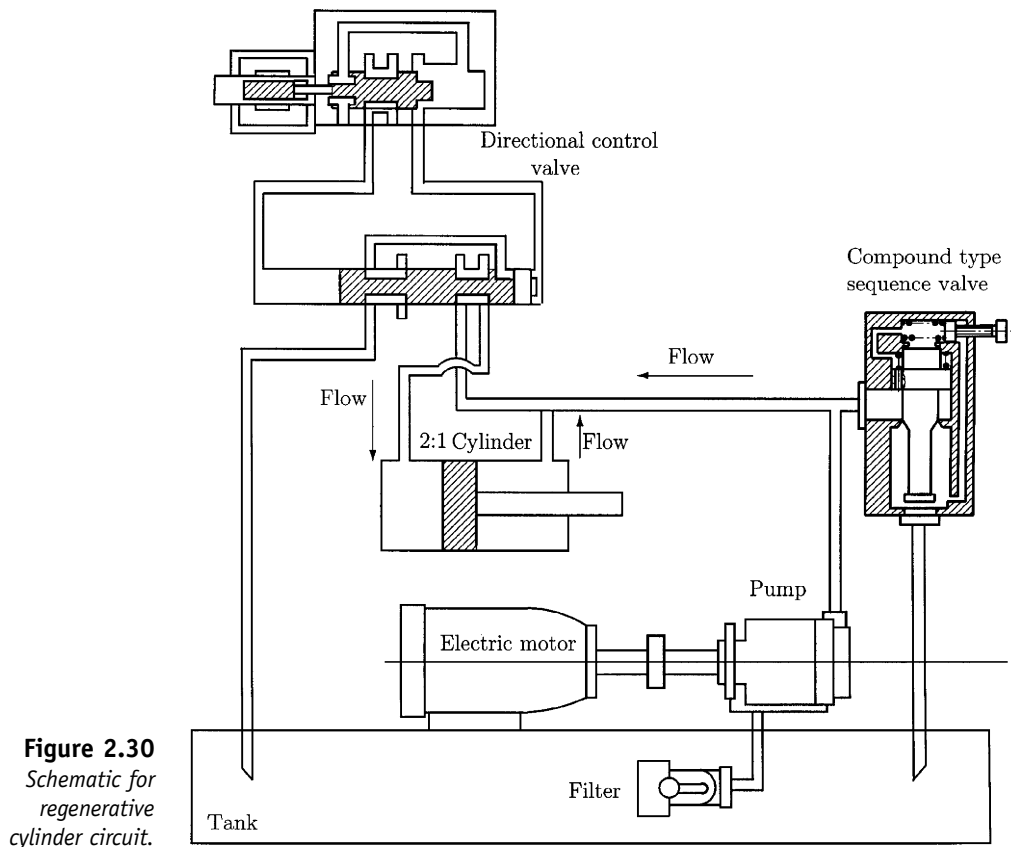 Directional control
valve
Compound type
sequence valve
Flow
Flow
2:1 Cylinder
Flow
Pump
Electric motor
Filter
Tank
Figure 2.30
Schematic for
regenerative
cylinder circuit.